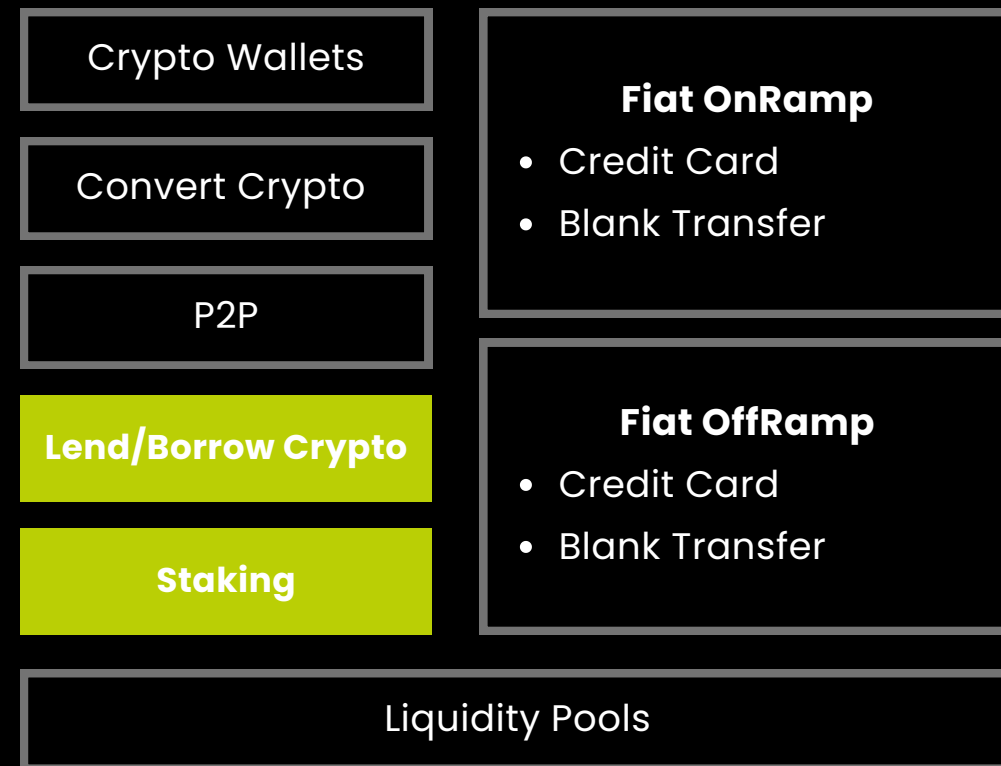 Crypto Wallets
Convert Crypto
P2P
Lend/Borrow Crypto
Staking
Fiat OnRamp
• Credit Card
• Blank Transfer
Fiat OffRamp
• Credit Card
• Blank Transfer
Liquidity Pools